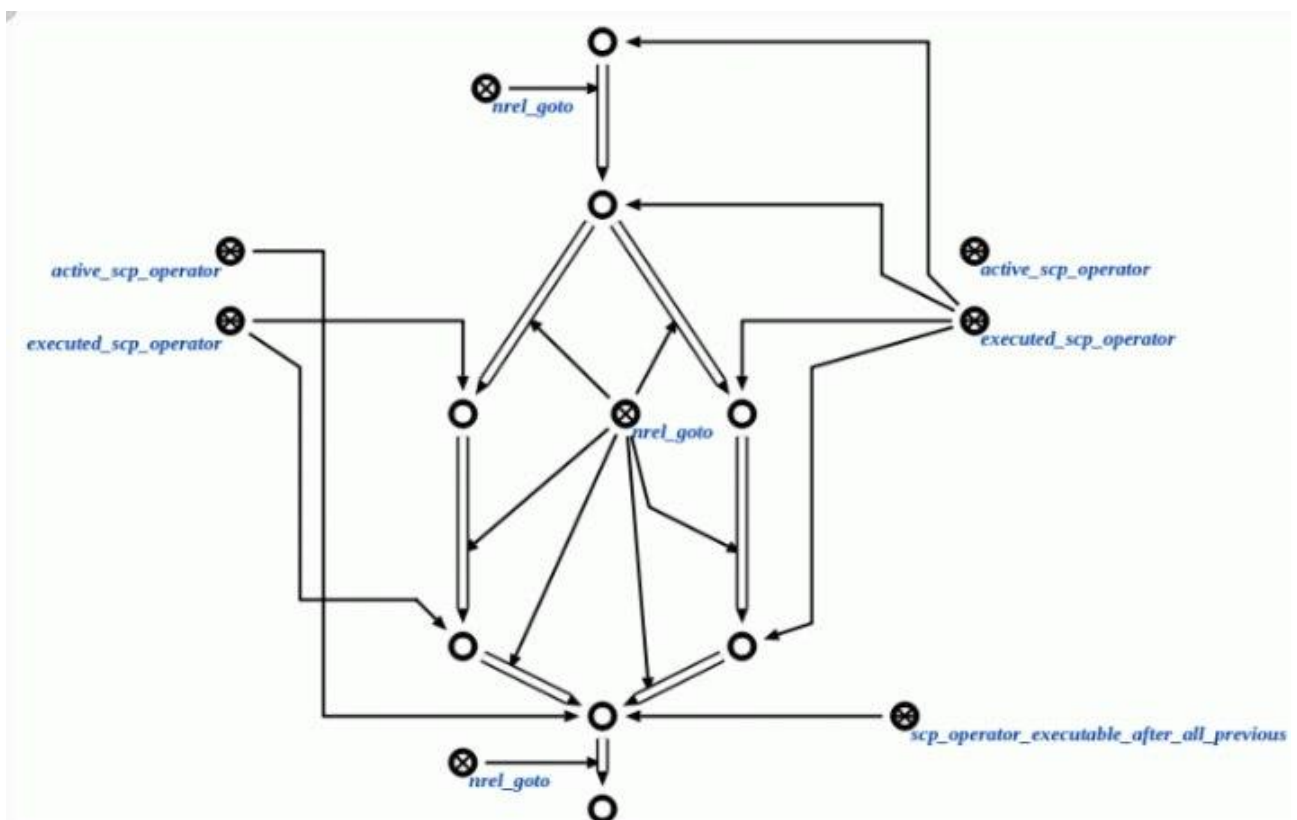 nrel_goto
active_scp_operator
active_scp_operator
executed_scp_operator
executed_scp_operator
nrel_goto
scp_operator_executable_after_all_previous
nrel_goto